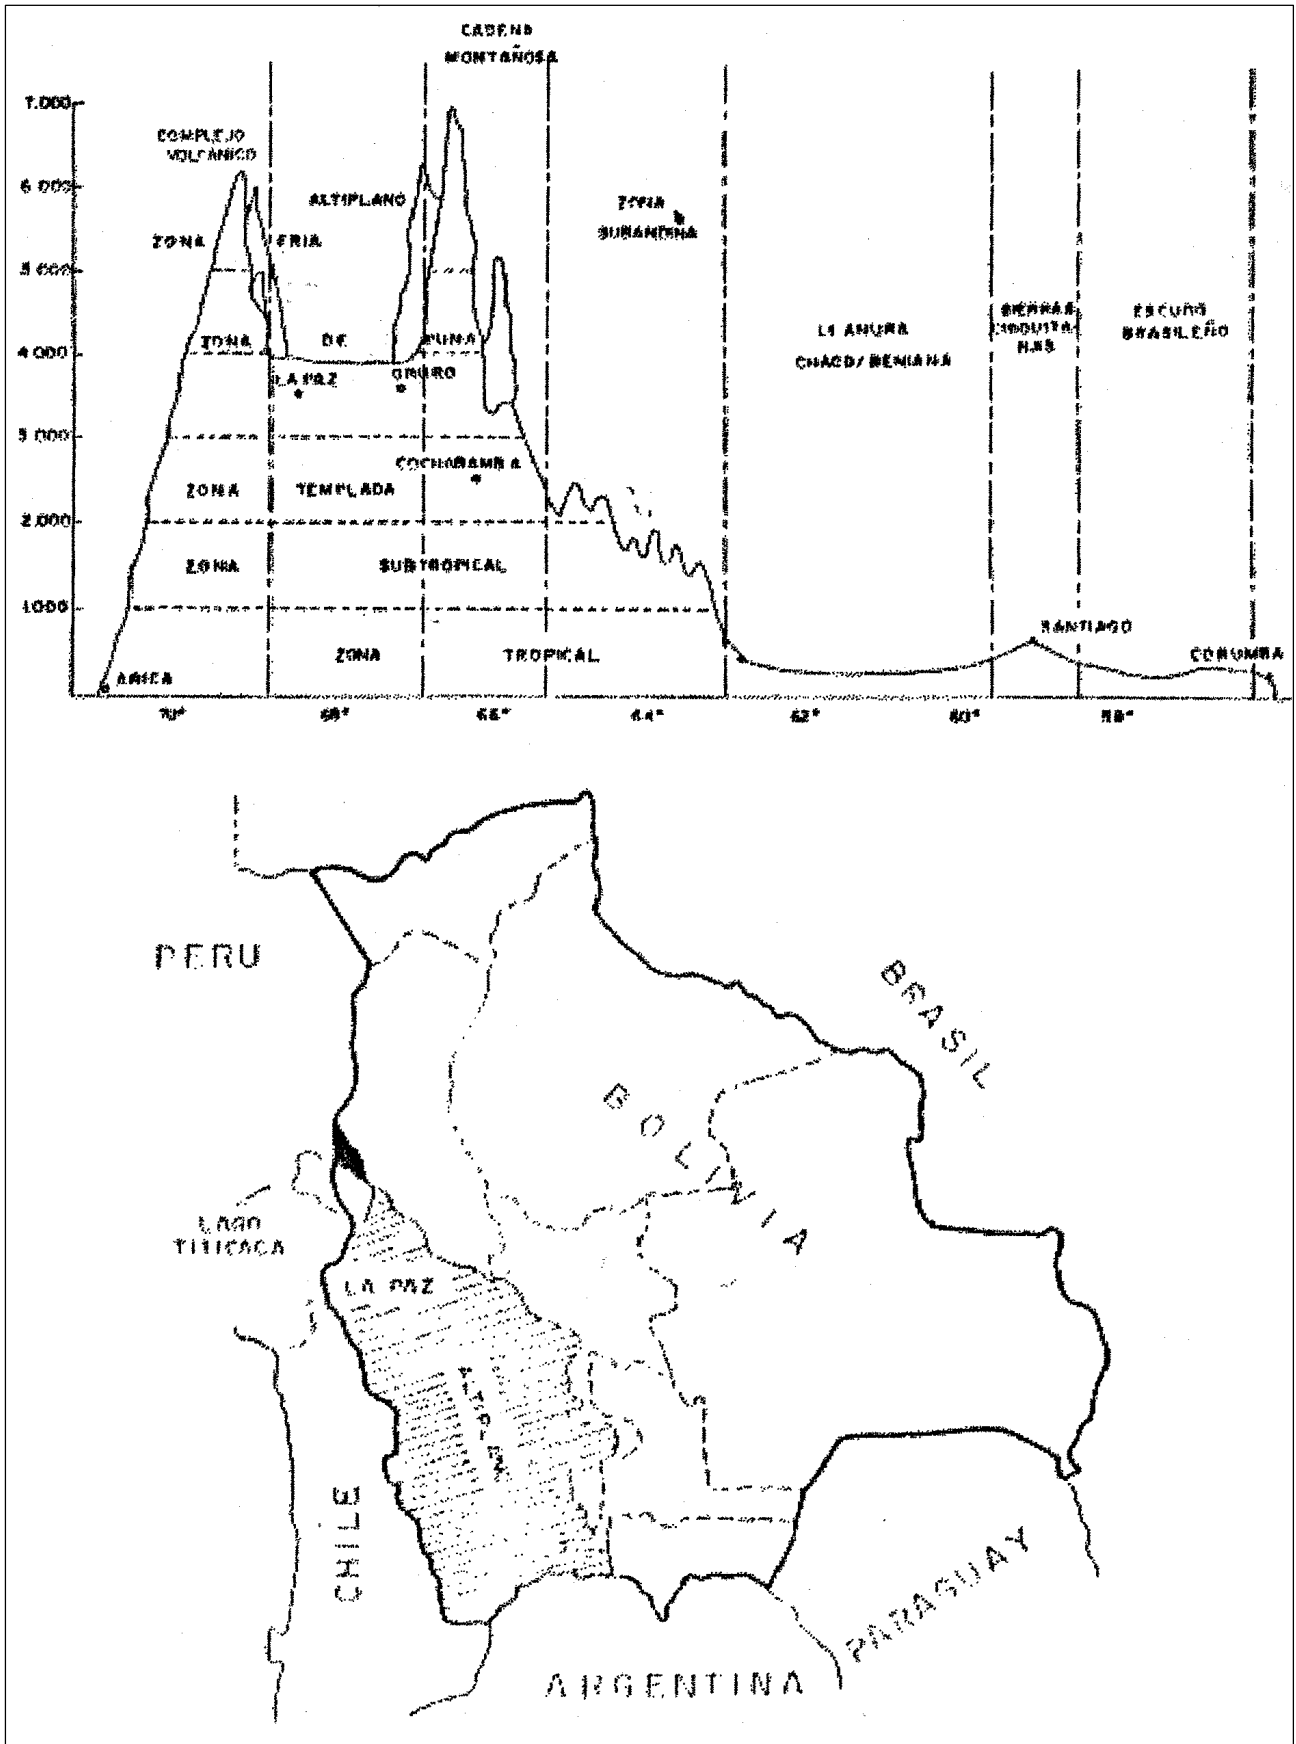 CADENA
MONTAÑOSA
7.000
COMPLEJO
VOLCANICO
6 000
ALTIPLANO
ZONA
SUBANDINA
ZONA FRIA
5 000
LLANURA
CHACO/BENIANA
SIERRAS
CHIQUITA-
NAS
ESCUDO
BRASILEÑO
ZONA DE PUNA
4 000
LA PAZ
ORURO
3 000
COCHABAMBA
ZONA TEMPLADA
2.000
ZONA SUBTROPICAL
1000
SANTIAGO
ZONA TROPICAL
CORUMBA
ARICA
70° 68° 66° 64° 62° 60° 58°
PERU
BRASIL
BOLIVIA
LAGO
TITICACA
LA PAZ
CHILE
PARAGUAY
ARGENTINA